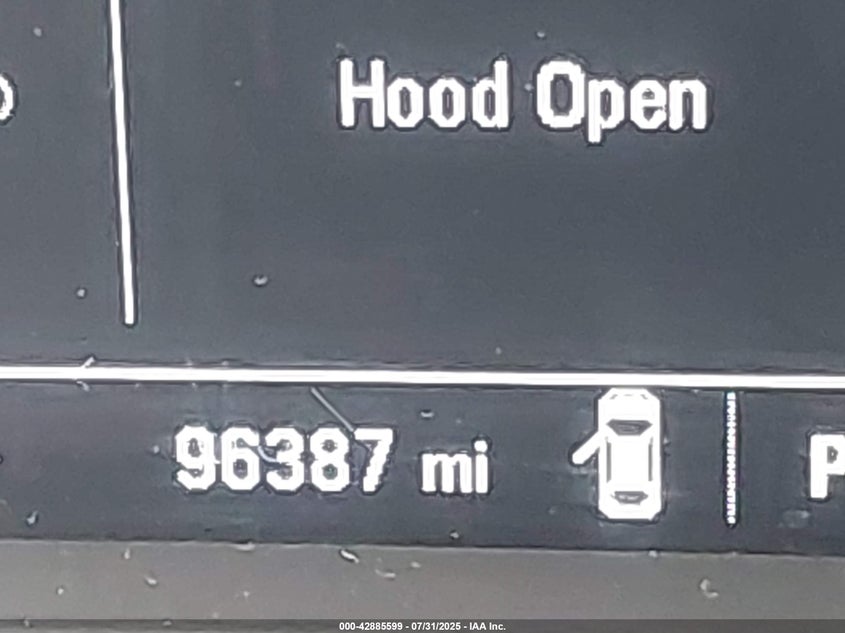 Hood Open
96387 mi
P
000-42885599 - 07/31/2025 - IAA Inc.